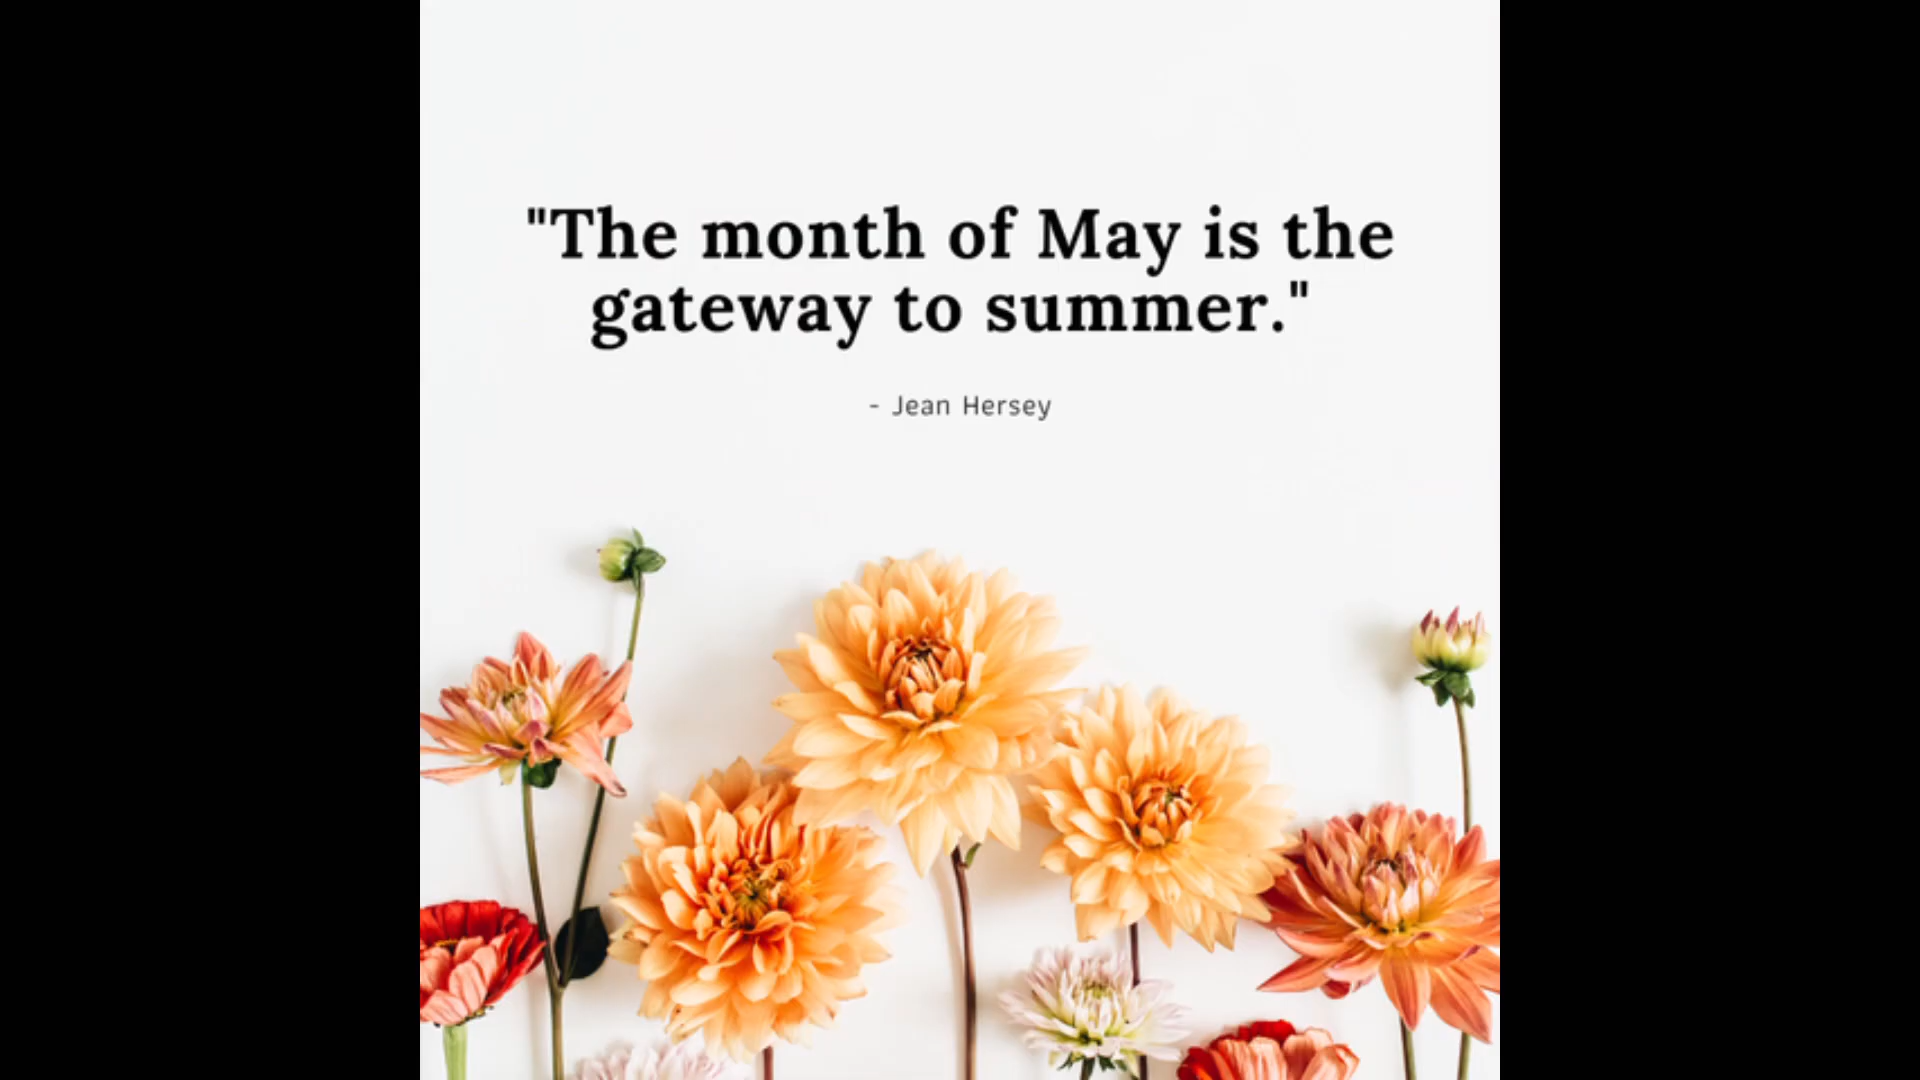 "The month of May is the
gateway to summer."
- Jean Hersey